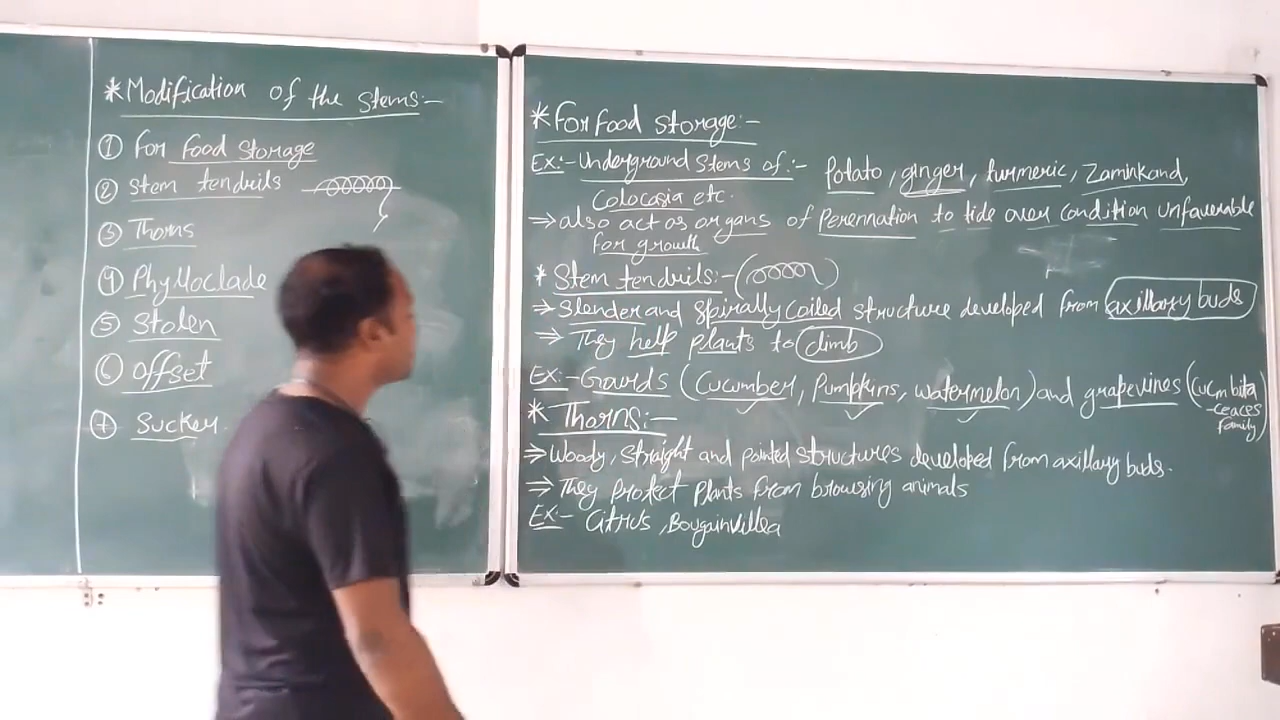 *Modification of the Stems:-
① For Food Storage
② Stem tendrils
③ Thorns
④ Phylloclade
⑤ Stolen
⑥ offset
⑦ Sucker
*For Food Storage:-
Ex:- Underground Stems of:- Potato, ginger, turmeric, Zaminkand,
Colocasia etc.
⇒ also act as organs of Perennation to tide over condition unfavorable
for growth
* Stem tendrils:-
⇒ Slender and Spirally Coiled structure developed from axillary buds
⇒ They help plants to climb
Ex:- Gourds (Cucumber, Pumpkins, watermelon) and grapevines (cucurbita
-ceaces
family)
* Thorns:-
⇒ Woody, Straight and pointed structures developed from axillary buds.
⇒ They protect Plants from browsing animals
Ex:- Citrus, Bougainvillea